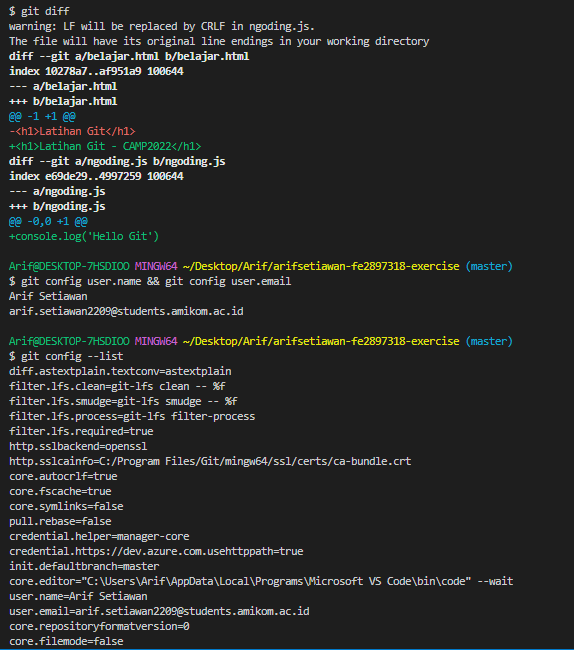 $ git diff
warning: LF will be replaced by CRLF in ngoding.js.
The file will have its original line endings in your working directory
diff --git a/belajar.html b/belajar.html
index 10278a7..af951a9 100644
--- a/belajar.html
+++ b/belajar.html
@@ -1 +1 @@
-<h1>Latihan Git</h1>
+<h1>Latihan Git - CAMP2022</h1>
diff --git a/ngoding.js b/ngoding.js
index e69de29..4997259 100644
--- a/ngoding.js
+++ b/ngoding.js
@@ -0,0 +1 @@
+console.log('Hello Git')
Arif@DESKTOP-7HSDIOO MINGW64 ~/Desktop/Arif/arifsetiawan-fe2897318-exercise (master)
$ git config user.name && git config user.email
Arif Setiawan
arif.setiawan2209@students.amikom.ac.id
Arif@DESKTOP-7HSDIOO MINGW64 ~/Desktop/Arif/arifsetiawan-fe2897318-exercise (master)
$ git config --list
diff.astextplain.textconv=astextplain
filter.lfs.clean=git-lfs clean -- %f
filter.lfs.smudge=git-lfs smudge -- %f
filter.lfs.process=git-lfs filter-process
filter.lfs.required=true
http.sslbackend=openssl
http.sslcainfo=C:/Program Files/Git/mingw64/ssl/certs/ca-bundle.crt
core.autocrlf=true
core.fscache=true
core.symlinks=false
pull.rebase=false
credential.helper=manager-core
credential.https://dev.azure.com.usehttppath=true
init.defaultbranch=master
core.editor="C:\Users\Arif\AppData\Local\Programs\Microsoft VS Code\bin\code" --wait
user.name=Arif Setiawan
user.email=arif.setiawan2209@students.amikom.ac.id
core.repositoryformatversion=0
core.filemode=false